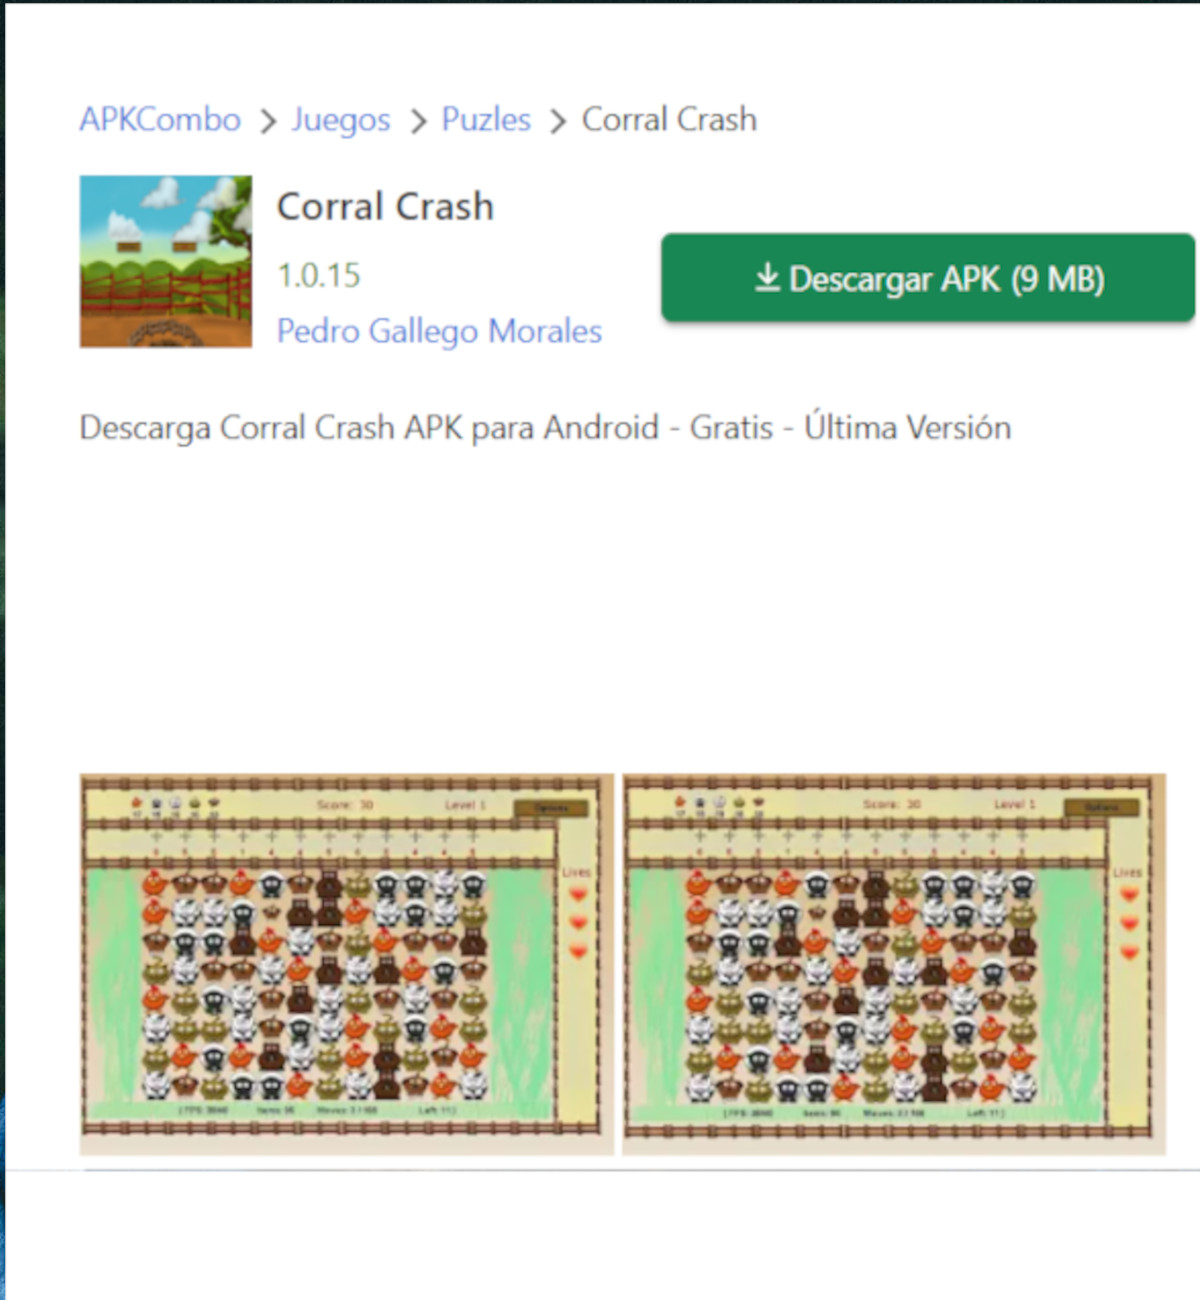 APKCombo > Juegos > Puzles > Corral Crash
Corral Crash
1.0.15
Descargar APK (9 MB)
Pedro Gallego Morales
Descarga Corral Crash APK para Android - Gratis - Última Versión
Score: 30 Level 1 Options
Lives
Score: 30 Level 1 Options
Lives